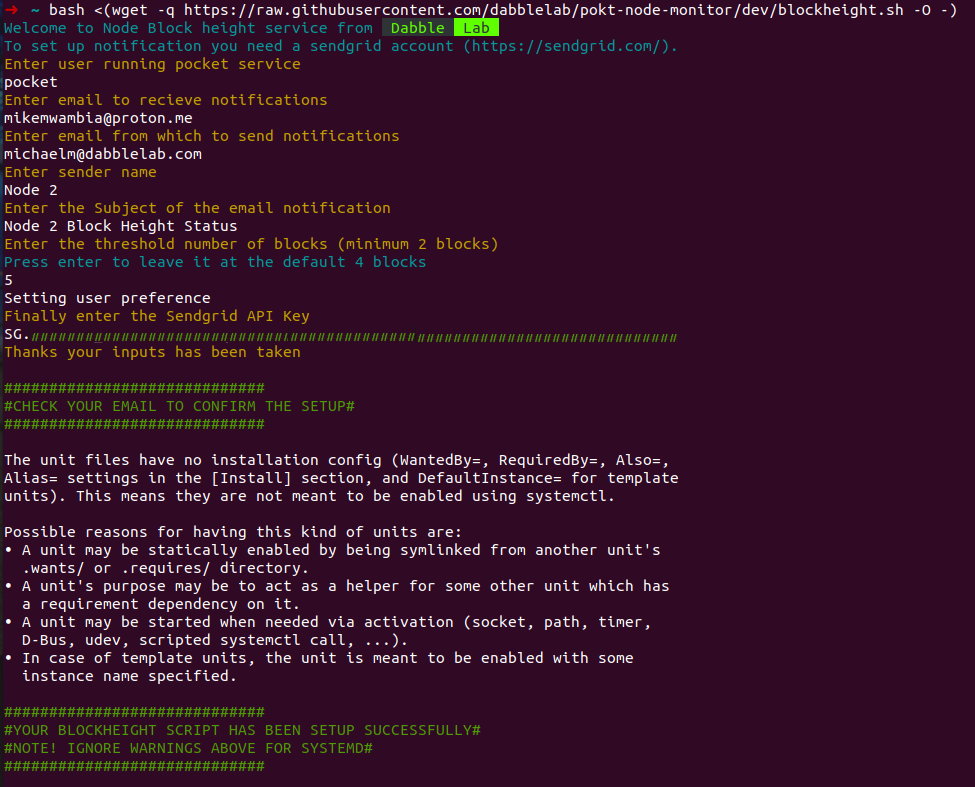 ➜ ~ bash <(wget -q https://raw.githubusercontent.com/dabblelab/pokt-node-monitor/dev/blockheight.sh -O -)
Welcome to Node Block height service from Dabble Lab
To set up notification you need a sendgrid account (https://sendgrid.com/).
Enter user running pocket service
pocket
Enter email to recieve notifications
mikemwambia@proton.me
Enter email from which to send notifications
michaelm@dabblelab.com
Enter sender name
Node 2
Enter the Subject of the email notification
Node 2 Block Height Status
Enter the threshold number of blocks (minimum 2 blocks)
Press enter to leave it at the default 4 blocks
5
Setting user preference
Finally enter the Sendgrid API Key
SG.########################################################################
Thanks your inputs has been taken
#############################
#CHECK YOUR EMAIL TO CONFIRM THE SETUP#
#############################
The unit files have no installation config (WantedBy=, RequiredBy=, Also=,
Alias= settings in the [Install] section, and DefaultInstance= for template
units). This means they are not meant to be enabled using systemctl.
Possible reasons for having this kind of units are:
• A unit may be statically enabled by being symlinked from another unit's
.wants/ or .requires/ directory.
• A unit's purpose may be to act as a helper for some other unit which has
a requirement dependency on it.
• A unit may be started when needed via activation (socket, path, timer,
D-Bus, udev, scripted systemctl call, ...).
• In case of template units, the unit is meant to be enabled with some
instance name specified.
#############################
#YOUR BLOCKHEIGHT SCRIPT HAS BEEN SETUP SUCCESSFULLY#
#NOTE! IGNORE WARNINGS ABOVE FOR SYSTEMD#
#############################